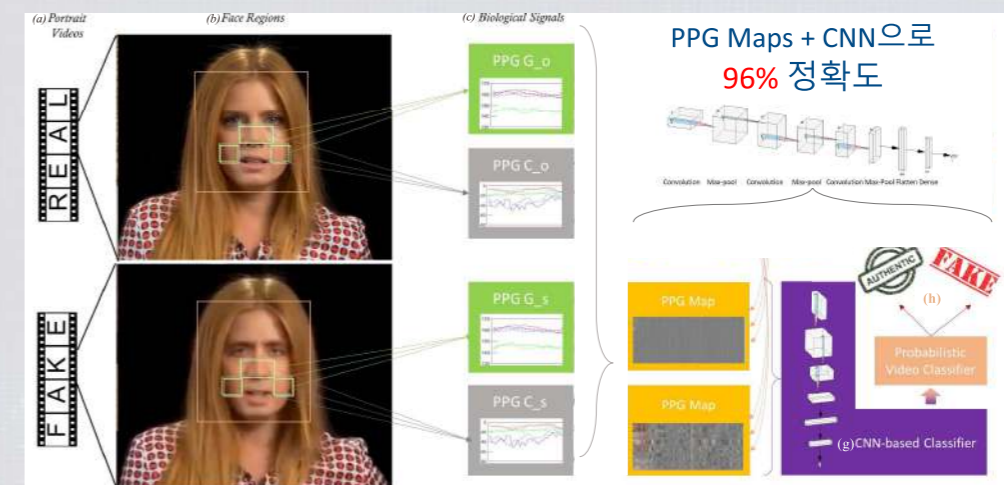 (a) Portrait
Videos
(b) Face Regions
(c) Biological Signals
REAL
FAKE
PPG G_o
PPG C_o
PPG G_s
PPG C_s
PPG Maps + CNN으로
96% 정확도
Convolution Max-pool Convolution Max-pool Convolution Max-Pool Flatten Dense
PPG Map
PPG Map
AUTHENTIC
FAKE
(h)
Probabilistic
Video Classifier
(g)CNN-based Classifier